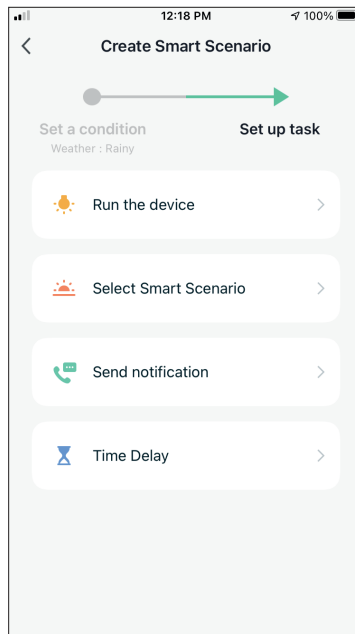 12:18 PM 100%
Create Smart Scenario
Set a condition Set up task
Weather : Rainy
Run the device
Select Smart Scenario
Send notification
Time Delay